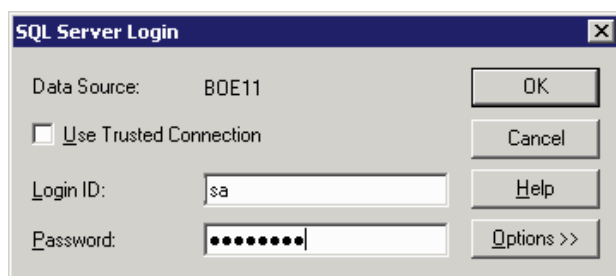 SQL Server Login
Data Source: BOE11 OK
Use Trusted Connection Cancel
Login ID: sa Help
Password: ●●●●●●●● Options >>